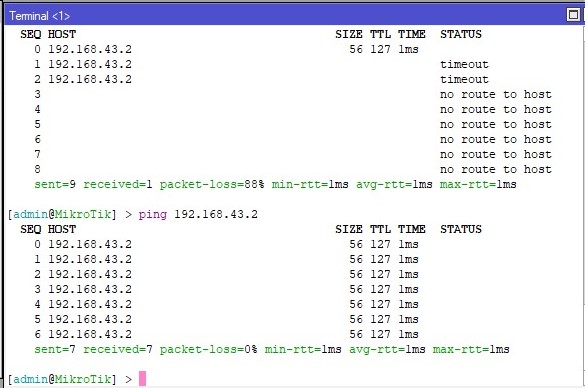 Terminal <1>
SEQ HOST SIZE TTL TIME STATUS
0 192.168.43.2 56 127 1ms
1 192.168.43.2 timeout
2 192.168.43.2 timeout
3 no route to host
4 no route to host
5 no route to host
6 no route to host
7 no route to host
8 no route to host
sent=9 received=1 packet-loss=88% min-rtt=1ms avg-rtt=1ms max-rtt=1ms
[admin@MikroTik] > ping 192.168.43.2
SEQ HOST SIZE TTL TIME STATUS
0 192.168.43.2 56 127 1ms
1 192.168.43.2 56 127 1ms
2 192.168.43.2 56 127 1ms
3 192.168.43.2 56 127 1ms
4 192.168.43.2 56 127 1ms
5 192.168.43.2 56 127 1ms
6 192.168.43.2 56 127 1ms
sent=7 received=7 packet-loss=0% min-rtt=1ms avg-rtt=1ms max-rtt=1ms
[admin@MikroTik] >